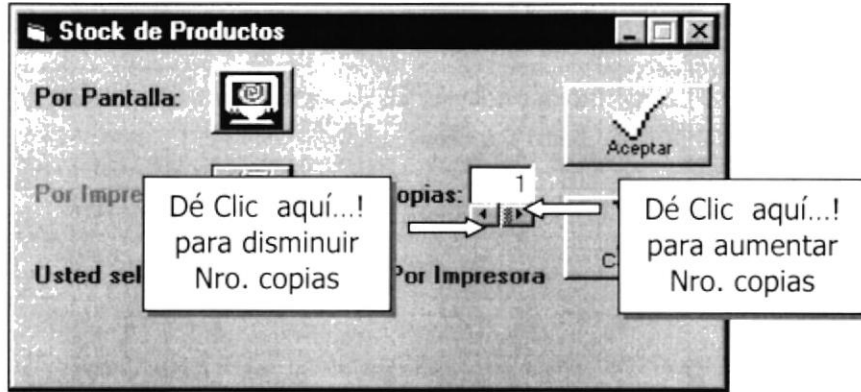 Stock de Productos
Por Pantalla:
Aceptar
Por Impre
opias: 1
Dé Clic aquí...!
para disminuir
Nro. copias
Dé Clic aquí...!
para aumentar
Nro. copias
C
Usted sel
Por Impresora